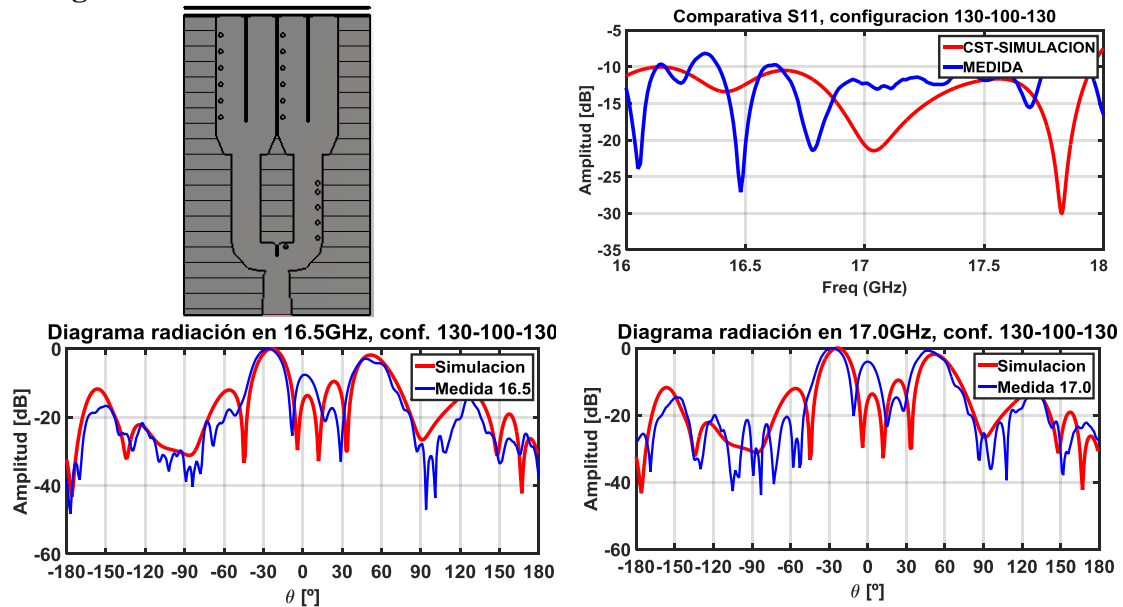 Comparativa S11, configuracion 130-100-130
CST-SIMULACION
MEDIDA
Amplitud [dB]
-5
-10
-15
-20
-25
-30
-35
16
16.5
17
17.5
18
Freq (GHz)
Diagrama radiación en 16.5GHz, conf. 130-100-130
Simulacion
Medida 16.5
Amplitud [dB]
0
-20
-40
-60
-180 -150 -120 -90 -60 -30 0 30 60 90 120 150 180
θ [º]
Diagrama radiación en 17.0GHz, conf. 130-100-130
Simulacion
Medida 17.0
Amplitud [dB]
0
-20
-40
-60
-180 -150 -120 -90 -60 -30 0 30 60 90 120 150 180
θ [º]